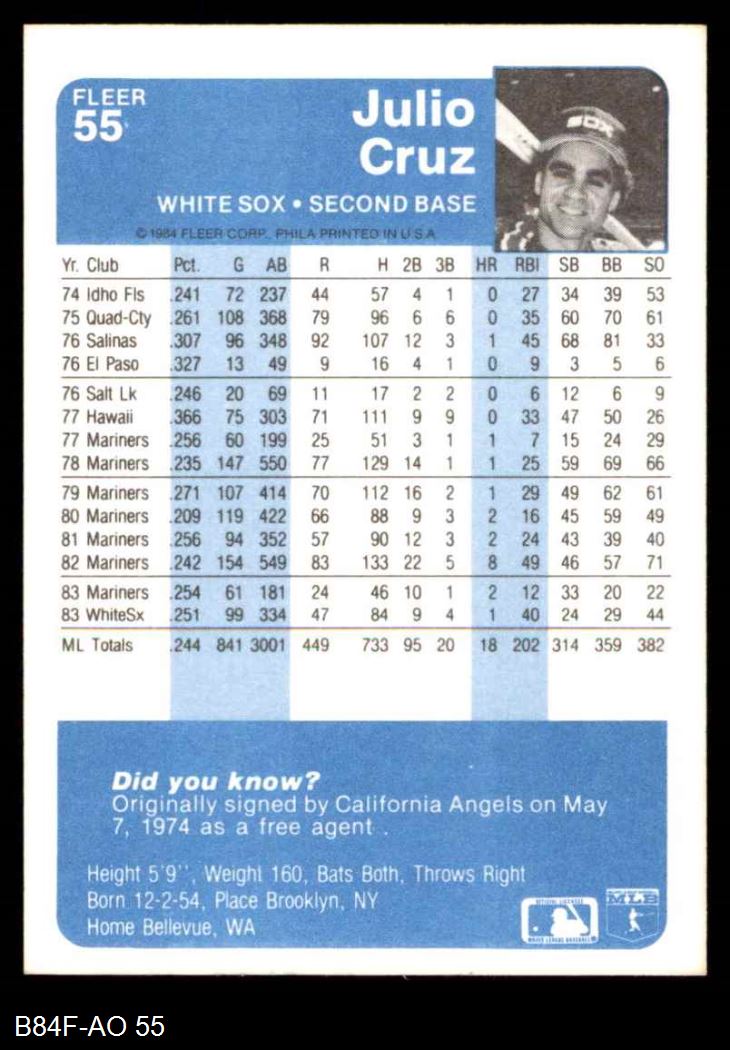 FLEER
55
Julio
Cruz
WHITE SOX • SECOND BASE
© 1984 FLEER CORP., PHILA PRINTED IN U.S.A.
SOX
Yr. Club Pct. G AB R H 2B 3B HR RBI SB BB SO
74 Idho Fls .241 72 237 44 57 4 1 0 27 34 39 53
75 Quad-Cty .261 108 368 79 96 6 6 0 35 60 70 61
76 Salinas .307 96 348 92 107 12 3 1 45 68 81 33
76 El Paso .327 13 49 9 16 4 1 0 9 3 5 6
76 Salt Lk .246 20 69 11 17 2 2 0 6 12 6 9
77 Hawaii .366 75 303 71 111 9 9 0 33 47 50 26
77 Mariners .256 60 199 25 51 3 1 1 7 15 24 29
78 Mariners .235 147 550 77 129 14 1 1 25 59 69 66
79 Mariners .271 107 414 70 112 16 2 1 29 49 62 61
80 Mariners .209 119 422 66 88 9 3 2 16 45 59 49
81 Mariners .256 94 352 57 90 12 3 2 24 43 39 40
82 Mariners .242 154 549 83 133 22 5 8 49 46 57 71
83 Mariners .254 61 181 24 46 10 1 2 12 33 20 22
83 WhiteSx .251 99 334 47 84 9 4 1 40 24 29 44
ML Totals .244 841 3001 449 733 95 20 18 202 314 359 382
Did you know?
Originally signed by California Angels on May
7, 1974 as a free agent .
Height 5'9'', Weight 160, Bats Both, Throws Right
Born 12-2-54, Place Brooklyn, NY
Home Bellevue, WA
OFFICIAL LICENSEE
MAJOR LEAGUE BASEBALL
MLB
B84F-AO 55